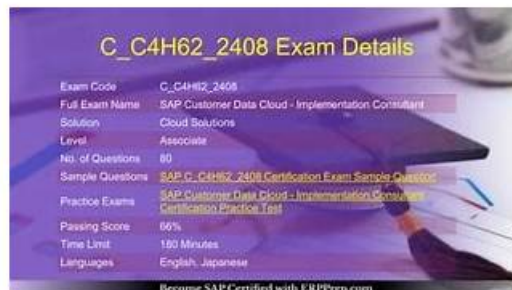 C_C4H62_2408 Exam Details
Exam Code C_C4H62_2408
Full Exam Name SAP Customer Data Cloud - Implementation Consultant
Solution Cloud Solutions
Level Associate
No. of Questions 80
Sample Questions SAP C_C4H62_2408 Certification Exam Sample Question
Practice Exams SAP Customer Data Cloud - Implementation Consultant
Certification Practice Test
Passing Score 66%
Time Limit 180 Minutes
Languages English, Japanese
Become SAP Certified with ERPPrep.com